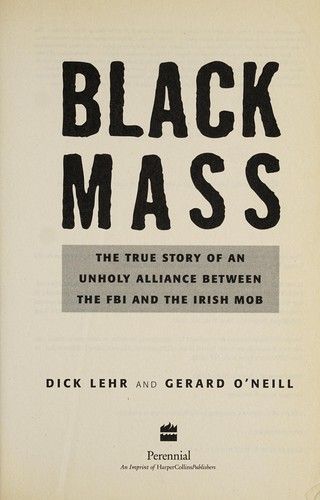 BLACK
MASS
THE TRUE STORY OF AN
UNHOLY ALLIANCE BETWEEN
THE FBI AND THE IRISH MOB
DICK LEHR AND GERARD O'NEILL
Perennial
An Imprint of HarperCollinsPublishers